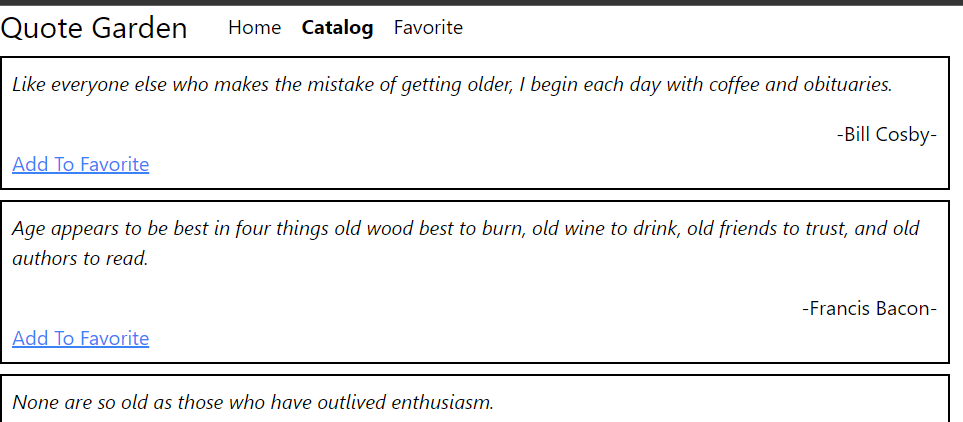 Quote Garden Home Catalog Favorite
Like everyone else who makes the mistake of getting older, I begin each day with coffee and obituaries.
-Bill Cosby-
Add To Favorite
Age appears to be best in four things old wood best to burn, old wine to drink, old friends to trust, and old
authors to read.
-Francis Bacon-
Add To Favorite
None are so old as those who have outlived enthusiasm.